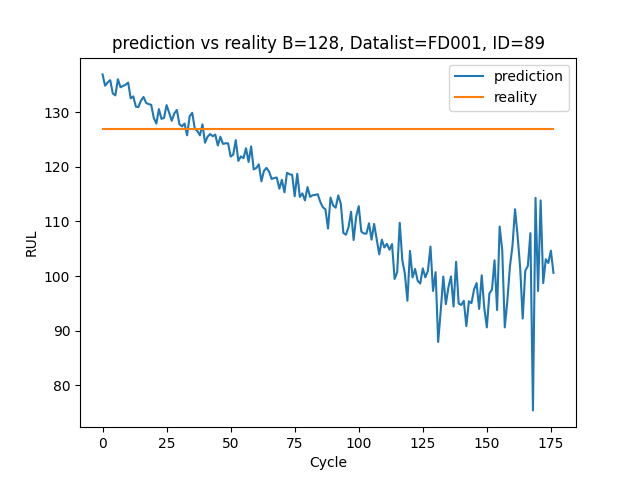 prediction vs reality B=128, Datalist=FD001, ID=89
prediction
reality
RUL
130
120
110
100
90
80
0 25 50 75 100 125 150 175
Cycle